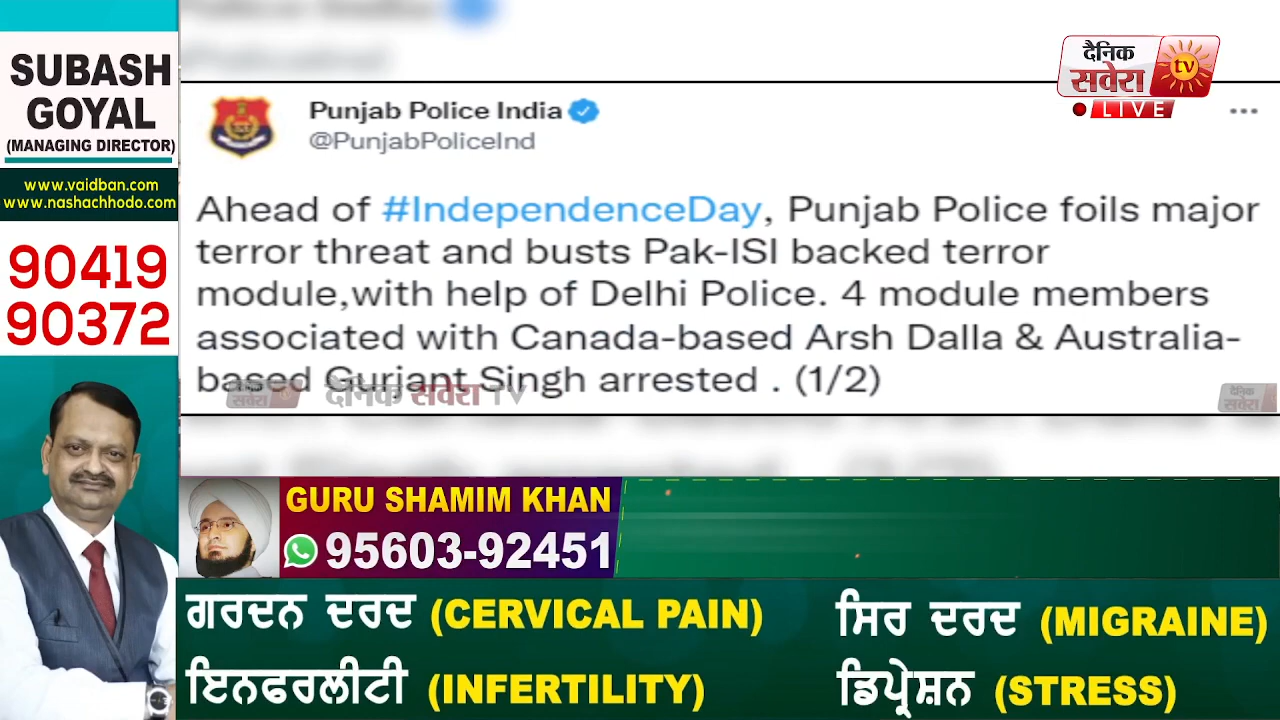 SUBASH
GOYAL
(MANAGING DIRECTOR)
www.vaidban.com
www.nashachhodo.com
90419
90372
दैनिक
सवेरा tv
LIVE
Punjab Police India
@PunjabPoliceInd
Ahead of #IndependenceDay, Punjab Police foils major
terror threat and busts Pak-ISI backed terror
module,with help of Delhi Police. 4 module members
associated with Canada-based Arsh Dalla & Australia-
based Gurjant Singh arrested . (1/2)
दैनिक सवेरा TV
GURU SHAMIM KHAN
95603-92451
ਗਰਦਨ ਦਰਦ (CERVICAL PAIN)
ਸਿਰ ਦਰਦ (MIGRAINE)
ਇਨਫਰਲੀਟੀ (INFERTILITY)
ਡਿਪ੍ਰੇਸ਼ਨ (STRESS)